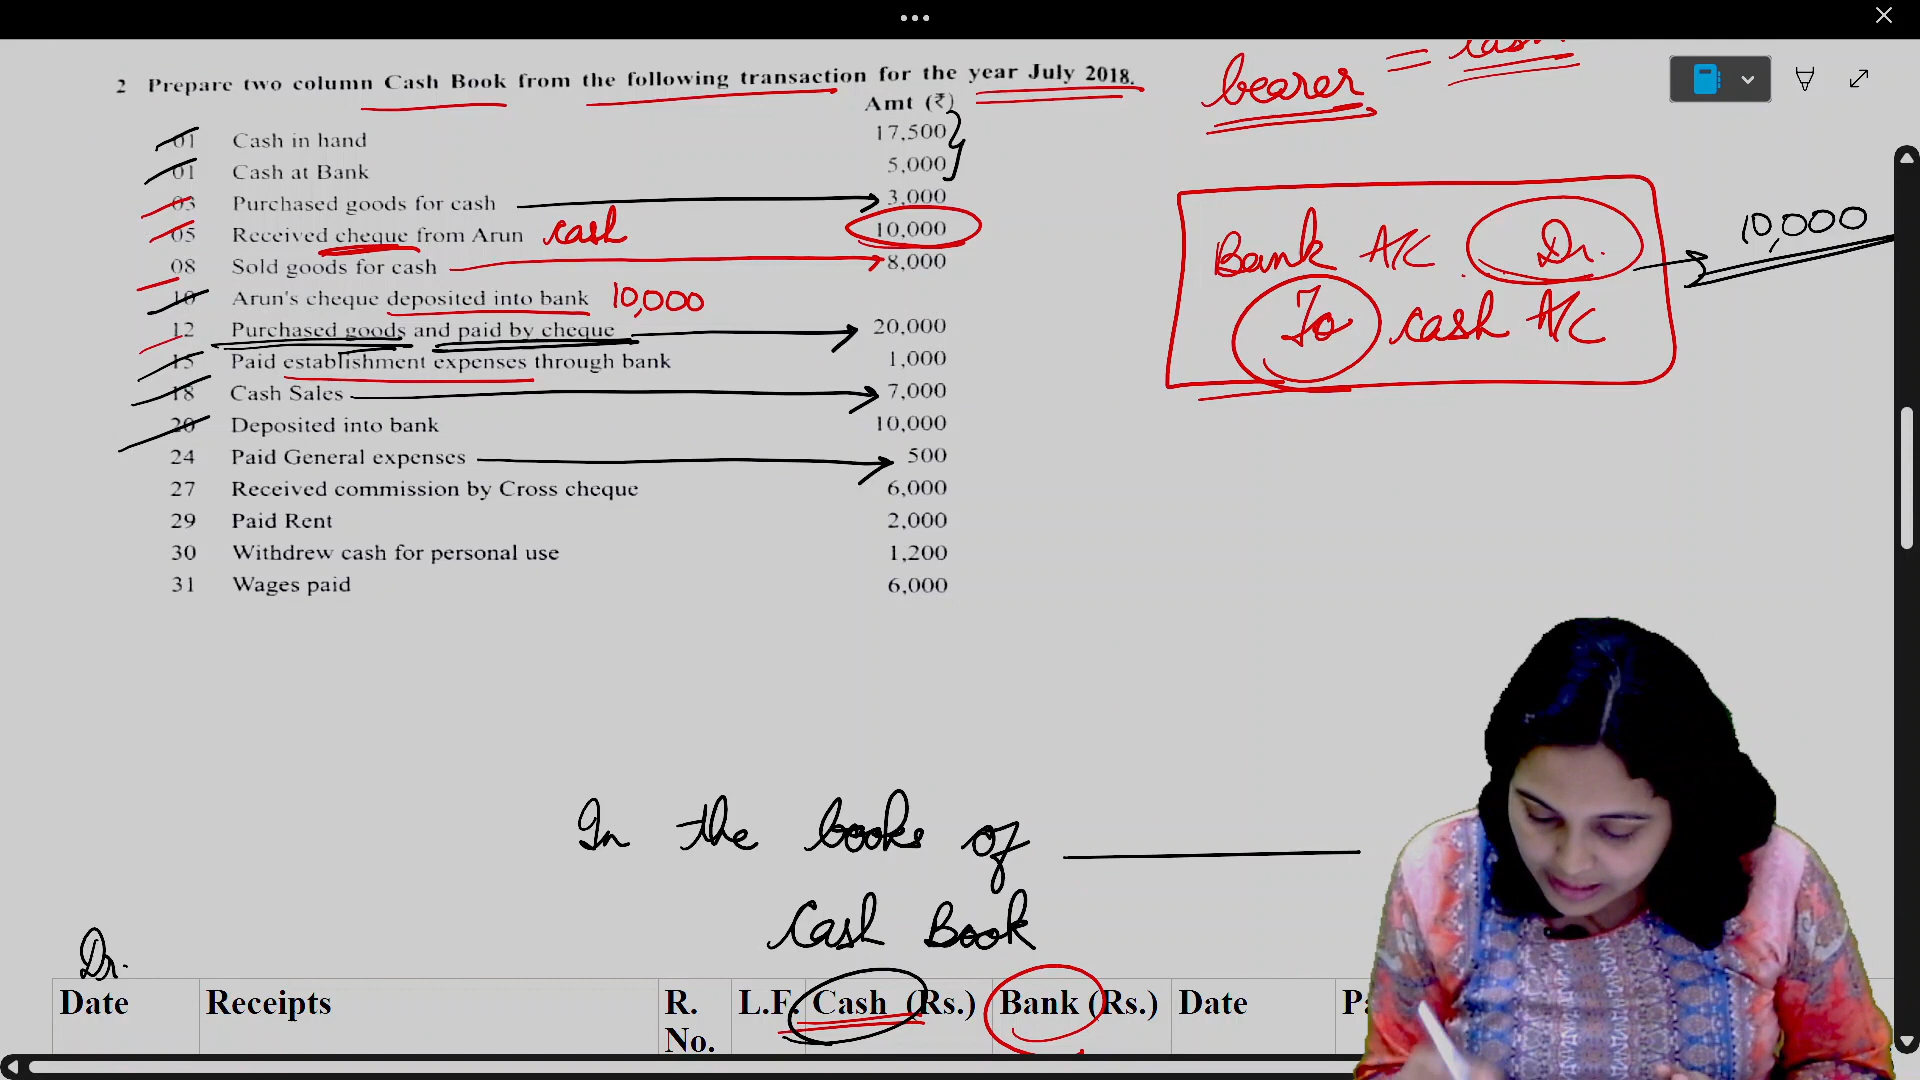 2 Prepare two column Cash Book from the following transaction for the year July 2018.
Amt (₹)
01 Cash in hand 17,500
01 Cash at Bank 5,000
03 Purchased goods for cash 3,000
05 Received cheque from Arun cash 10,000
08 Sold goods for cash 8,000
10 Arun's cheque deposited into bank 10,000
12 Purchased goods and paid by cheque 20,000
15 Paid establishment expenses through bank 1,000
18 Cash Sales 7,000
20 Deposited into bank 10,000
24 Paid General expenses 500
27 Received commission by Cross cheque 6,000
29 Paid Rent 2,000
30 Withdrew cash for personal use 1,200
31 Wages paid 6,000
bearer = cash
Bank A/C Dr. 10,000
To cash A/C
In the books of
Cash Book
Dr.
Date Receipts R. No. L.F. Cash (Rs.) Bank (Rs.) Date